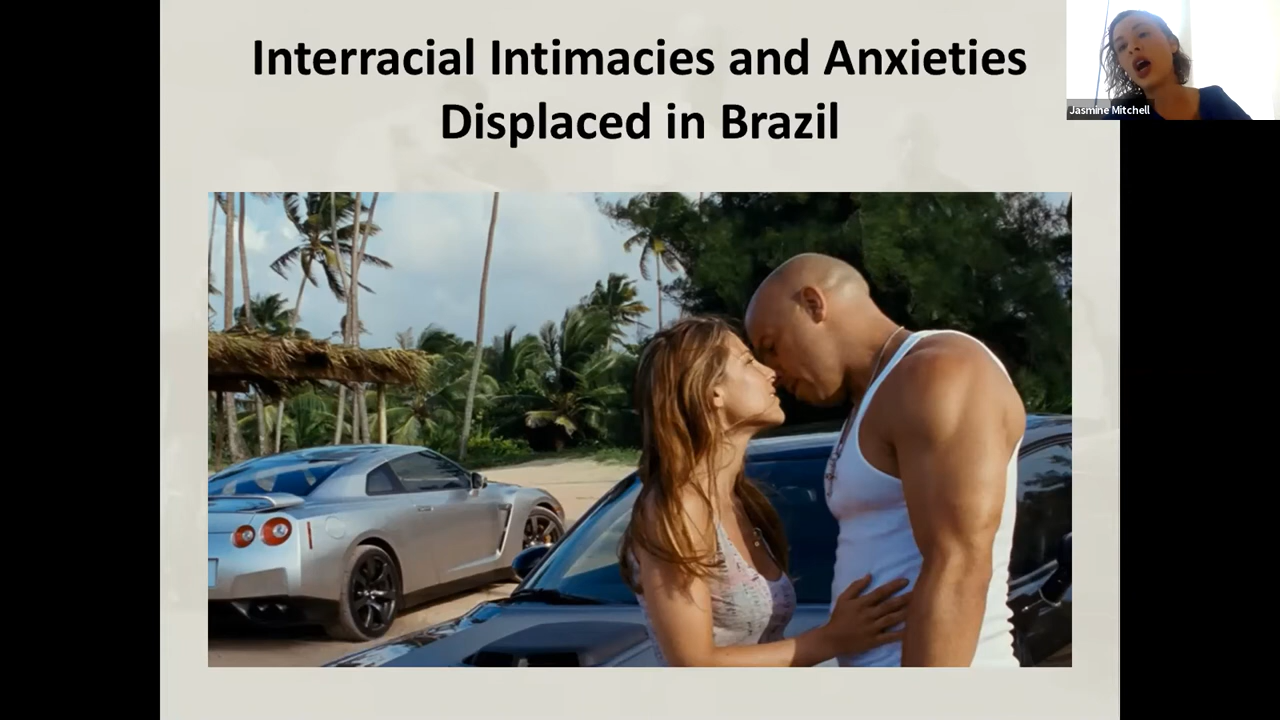 Interracial Intimacies and Anxieties
Displaced in Brazil
Jasmine Mitchell